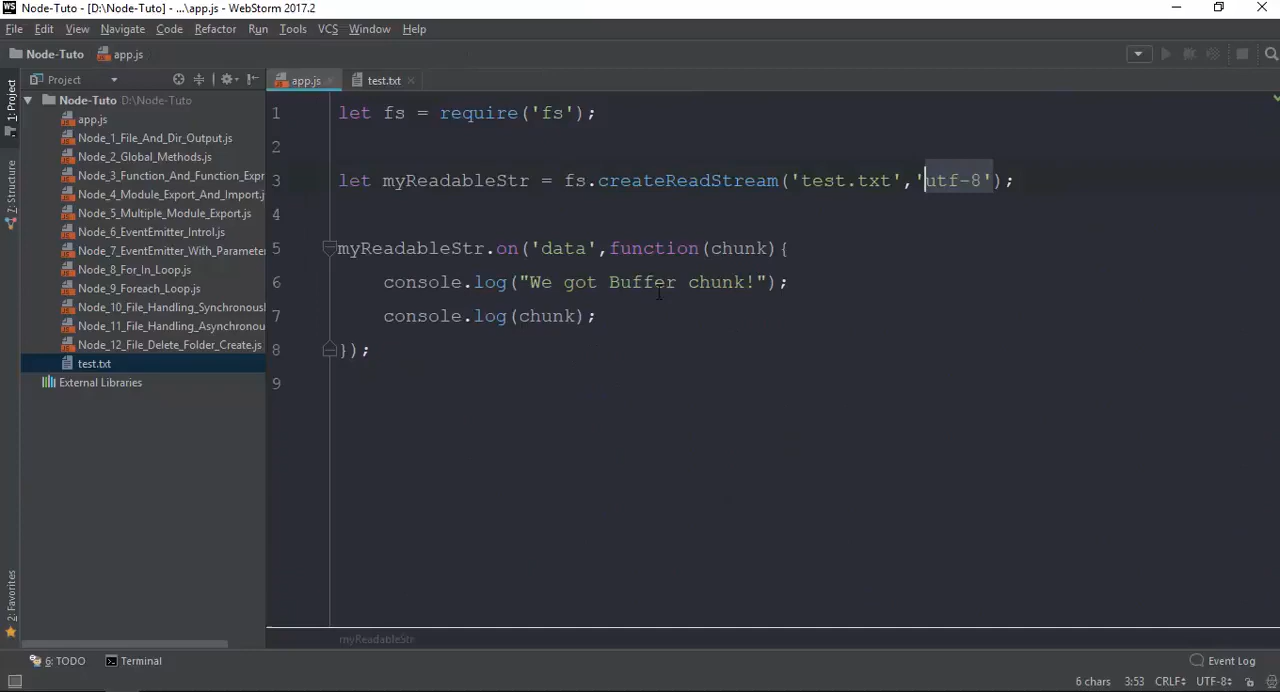 WS Node-Tuto - [D:\Node-Tuto] - ...\app.js - WebStorm 2017.2
File Edit View Navigate Code Refactor Run Tools VCS Window Help
Node-Tuto app.js
1: Project
Project
app.js
test.txt
Node-Tuto D:\Node-Tuto
app.js
Node_1_File_And_Dir_Output.js
Node_2_Global_Methods.js
Node_3_Function_And_Function_Expr
Node_4_Module_Export_And_Import.j
Node_5_Multiple_Module_Export.js
Node_6_EventEmitter_Introl.js
Node_7_EventEmitter_With_Parameter
Node_8_For_In_Loop.js
Node_9_Foreach_Loop.js
Node_10_File_Handling_Synchronousl
Node_11_File_Handling_Asynchronous
Node_12_File_Delete_Folder_Create.js
test.txt
External Libraries
Z: Structure
2: Favorites
1 let fs = require('fs');
2
3 let myReadableStr = fs.createReadStream('test.txt','utf-8');
4
5 myReadableStr.on('data',function(chunk){
6 console.log("We got Buffer chunk!");
7 console.log(chunk);
8 });
9
myReadableStr
6: TODO Terminal Event Log
6 chars 3:53 CRLF UTF-8